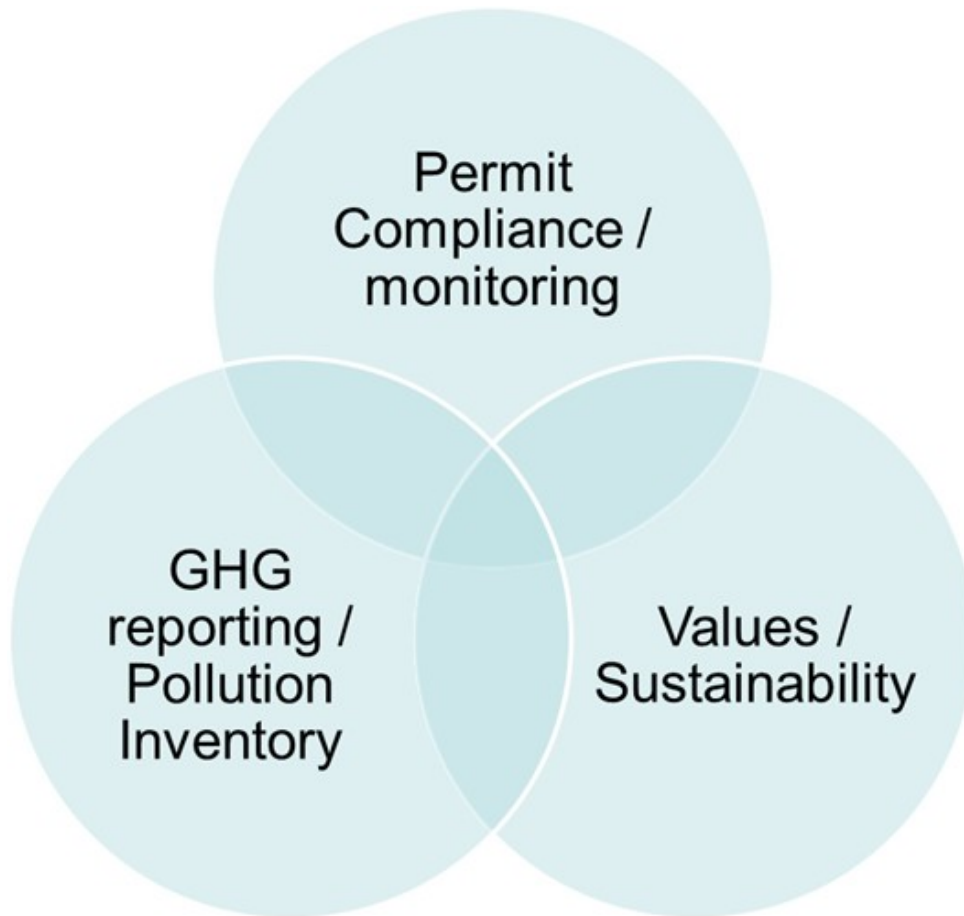 Permit
Compliance /
monitoring
GHG
reporting /
Pollution
Inventory
Values /
Sustainability